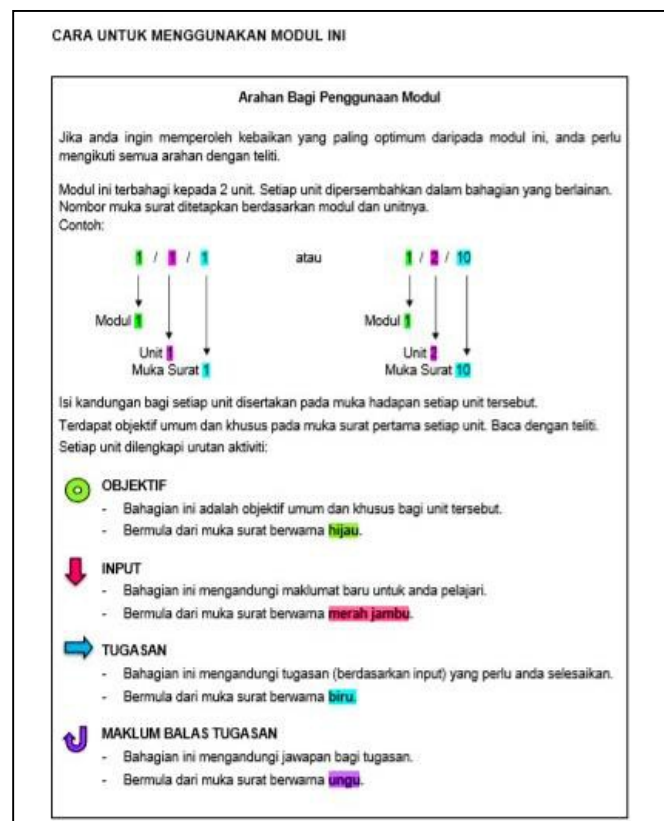 CARA UNTUK MENGGUNAKAN MODUL INI
Arahan Bagi Penggunaan Modul
Jika anda ingin memperoleh kebaikan yang paling optimum daripada modul ini, anda perlu
mengikuti semua arahan dengan teliti.
Modul ini terbahagi kepada 2 unit. Setiap unit dipersembahkan dalam bahagian yang berlainan.
Nombor muka surat ditetapkan berdasarkan modul dan unitnya.
Contoh:
1 / 1 / 1 atau 1 / 2 / 10
Modul 1 Modul 1
Unit 1 Unit 2
Muka Surat 1 Muka Surat 10
Isi kandungan bagi setiap unit disertakan pada muka hadapan setiap unit tersebut.
Terdapat objektif umum dan khusus pada muka surat pertama setiap unit. Baca dengan teliti.
Setiap unit dilengkapi urutan aktiviti:
OBJEKTIF
- Bahagian ini adalah objektif umum dan khusus bagi unit tersebut.
- Bermula dari muka surat berwarna hijau.
INPUT
- Bahagian ini mengandungi maklumat baru untuk anda pelajari.
- Bermula dari muka surat berwarna merah jambu.
TUGASAN
- Bahagian ini mengandungi tugasan (berdasarkan input) yang perlu anda selesaikan.
- Bermula dari muka surat berwarna biru.
MAKLUM BALAS TUGASAN
- Bahagian ini mengandungi jawapan bagi tugasan.
- Bermula dari muka surat berwarna ungu.